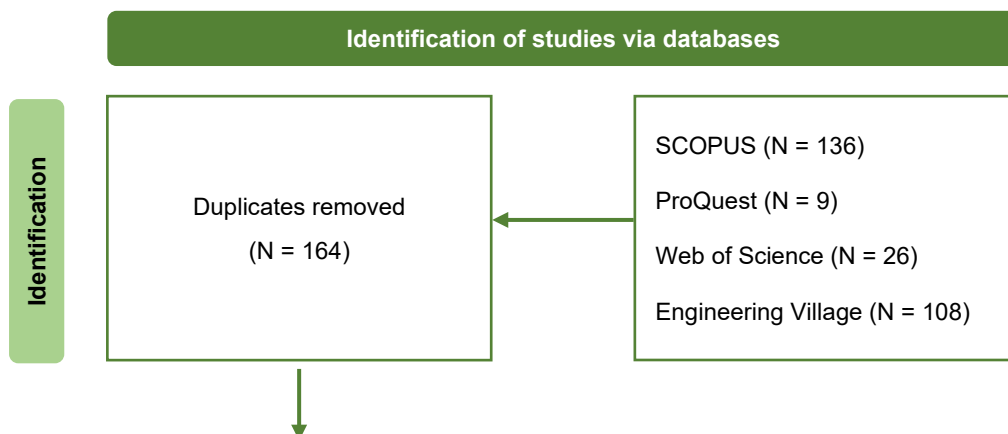 Identification of studies via databases
Identification
Duplicates removed
(N = 164)
SCOPUS (N = 136)
ProQuest (N = 9)
Web of Science (N = 26)
Engineering Village (N = 108)